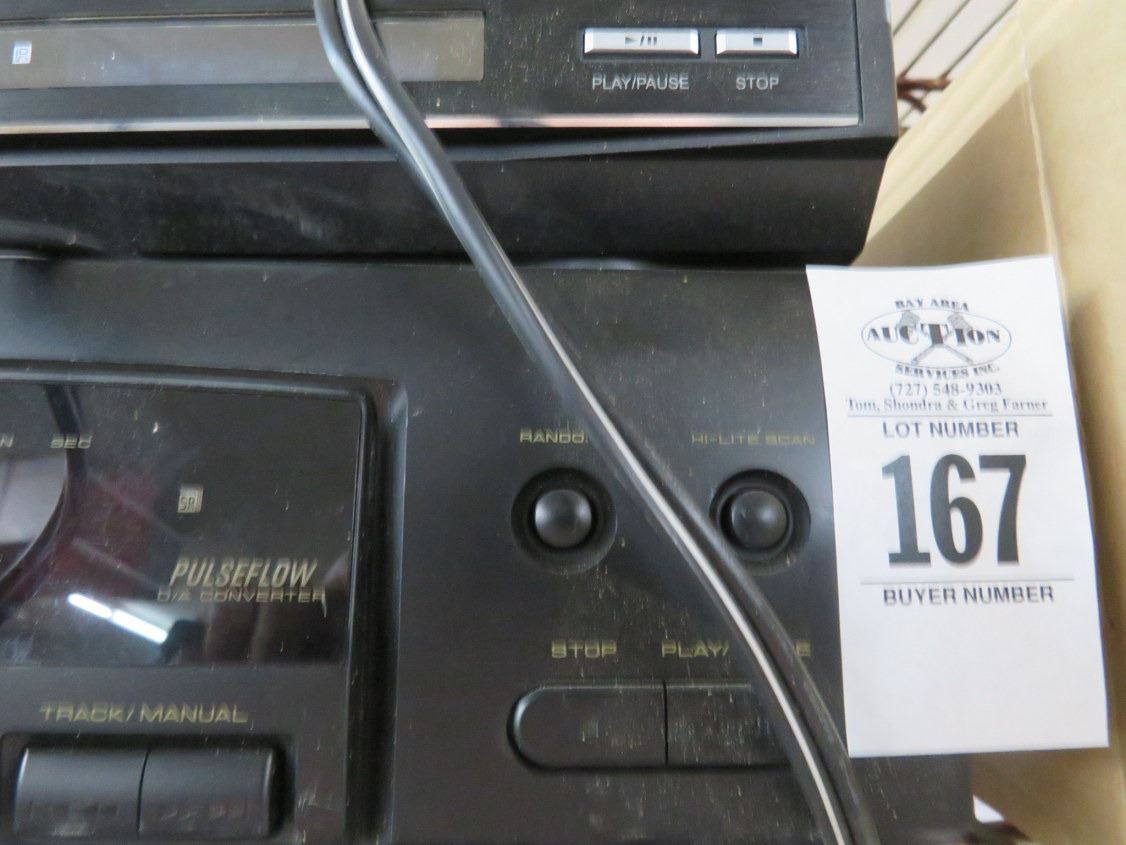 PLAY/PAUSE
STOP
SEC
PULSEFLOW
D/A CONVERTER
TRACK/MANUAL
HI-LITE SCAN
STOP
BAY AREA
AUCTION
SERVICES INC.
(727) 548-9303
Tom, Shondra & Greg Farner
LOT NUMBER
167
BUYER NUMBER